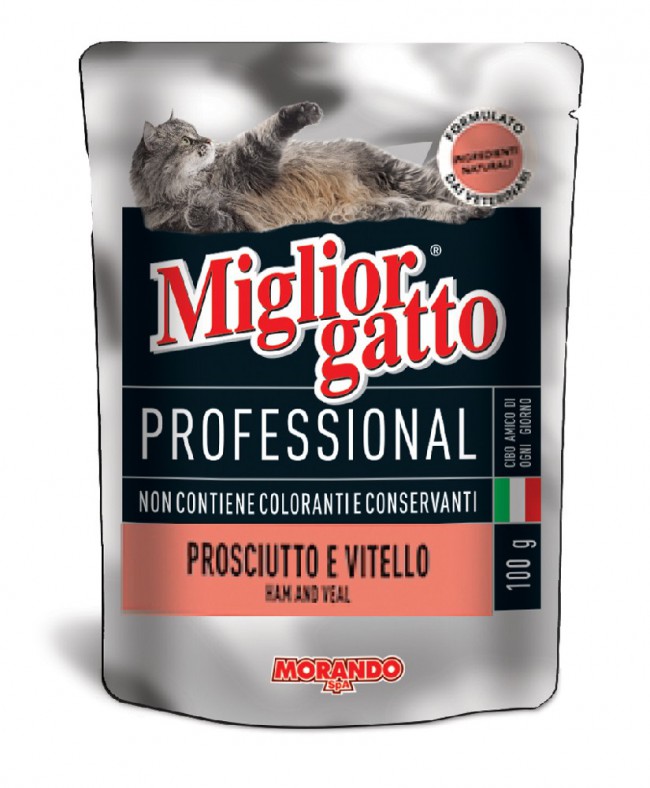 FORMULATO
INGREDIENTI
NATURALI
DAI VETERINARI
Miglior®
gatto
PROFESSIONAL
CIBO AMICO DI
OGNI GIORNO
NON CONTIENE COLORANTI E CONSERVANTI
PROSCIUTTO E VITELLO
HAM AND VEAL
100 g
MORANDO
SpA